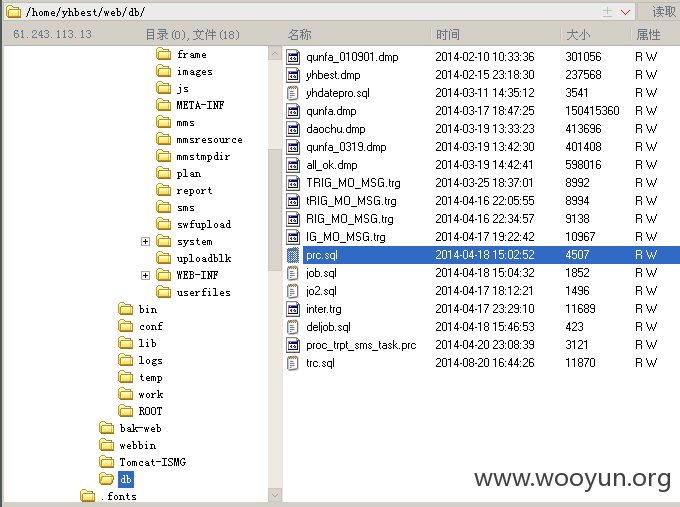 /home/yhbest/web/db/ 读取
61.243.113.13 目录(0),文件(18) 名称 时间 大小 属性
frame
images
js
META-INF
mms
mmsresource
mmstmpdir
plan
report
sms
swfupload
system
uploadblk
WEB-INF
userfiles
bin
conf
lib
logs
temp
work
ROOT
bak-web
webbin
Tomcat-ISMG
db
.fonts
qunfa_010901.dmp 2014-02-10 10:33:36 301056 R W
yhbest.dmp 2014-02-15 23:18:30 237568 R W
yhdatepro.sql 2014-03-11 14:35:12 3541 R W
qunfa.dmp 2014-03-17 18:47:25 150415360 R W
daochu.dmp 2014-03-19 13:33:23 413696 R W
qunfa_0319.dmp 2014-03-19 13:42:30 401408 R W
all_ok.dmp 2014-03-19 14:42:41 598016 R W
TRIG_MO_MSG.trg 2014-03-25 18:37:01 8992 R W
tRIG_MO_MSG.trg 2014-04-16 22:05:55 8994 R W
RIG_MO_MSG.trg 2014-04-16 22:34:57 9138 R W
IG_MO_MSG.trg 2014-04-17 19:22:42 10967 R W
prc.sql 2014-04-18 15:02:52 4507 R W
job.sql 2014-04-18 15:04:32 1852 R W
jo2.sql 2014-04-17 18:12:21 1496 R W
inter.trg 2014-04-17 23:29:10 11689 R W
deljob.sql 2014-04-18 15:46:53 423 R W
proc_trpt_sms_task.prc 2014-04-20 23:08:39 3121 R W
trc.sql 2014-08-20 16:44:26 11870 R W
www.wooyun.org